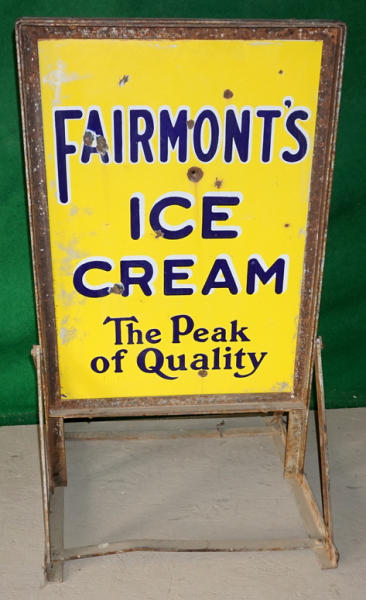 FAIRMONT'S
ICE
CREAM
The Peak
of Quality